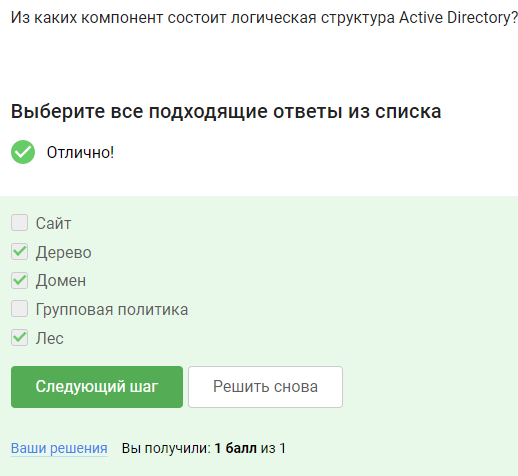 Из каких компонент состоит логическая структура Active Directory?
Выберите все подходящие ответы из списка
Отлично!
Сайт
Дерево
Домен
Групповая политика
Лес
Следующий шаг
Решить снова
Ваши решения Вы получили: 1 балл из 1